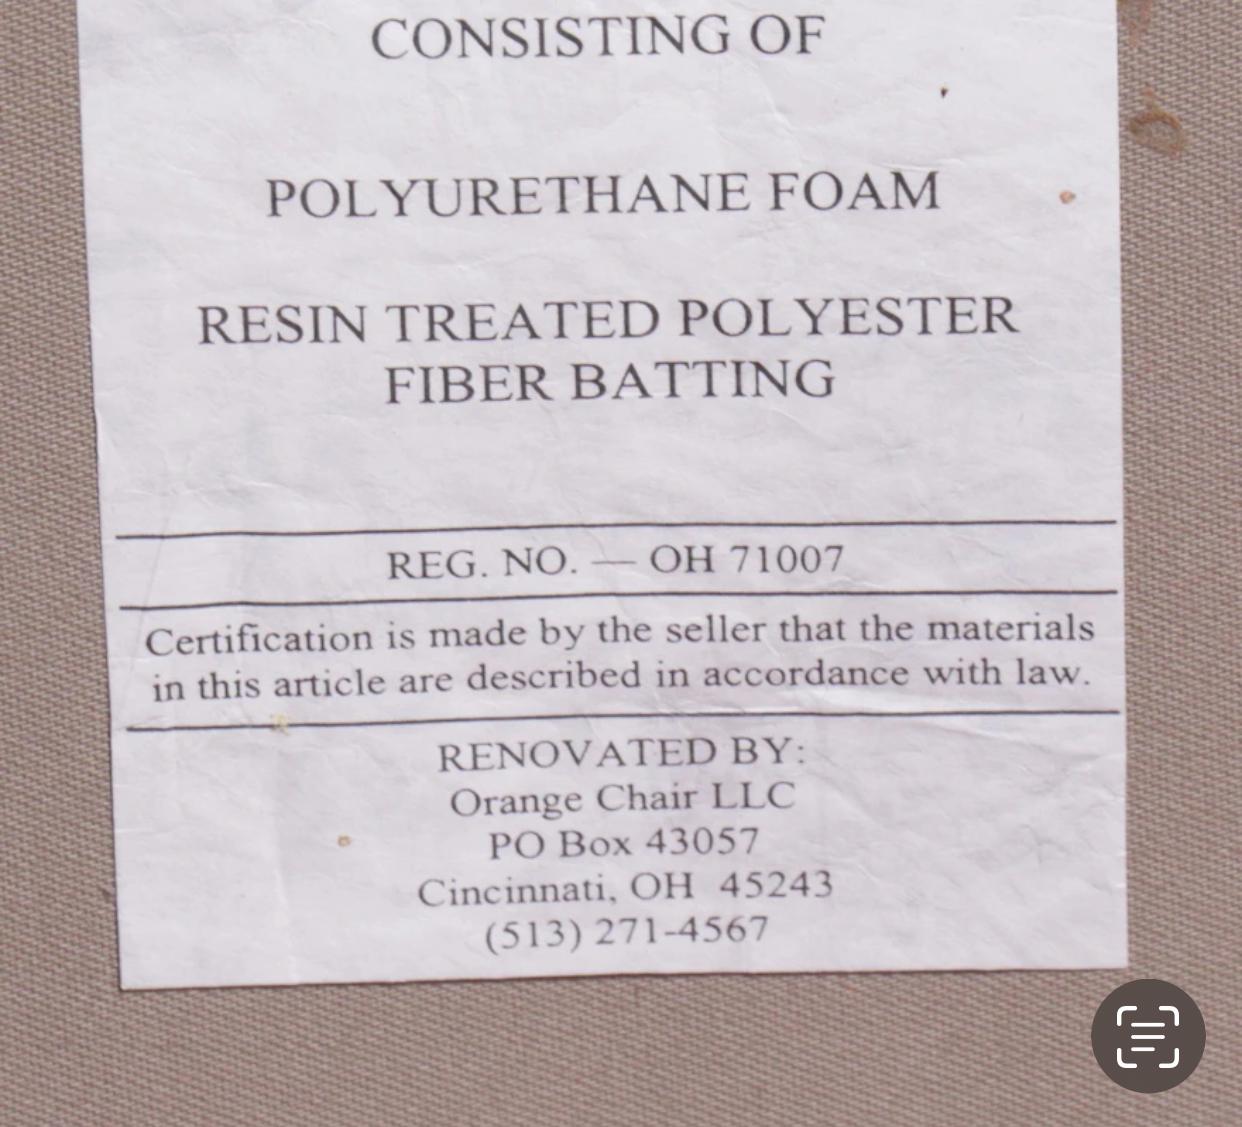 CONSISTING OF
POLYURETHANE FOAM
RESIN TREATED POLYESTER
FIBER BATTING
REG. NO. — OH 71007
Certification is made by the seller that the materials
in this article are described in accordance with law.
RENOVATED BY:
Orange Chair LLC
PO Box 43057
Cincinnati, OH  45243
(513) 271-4567